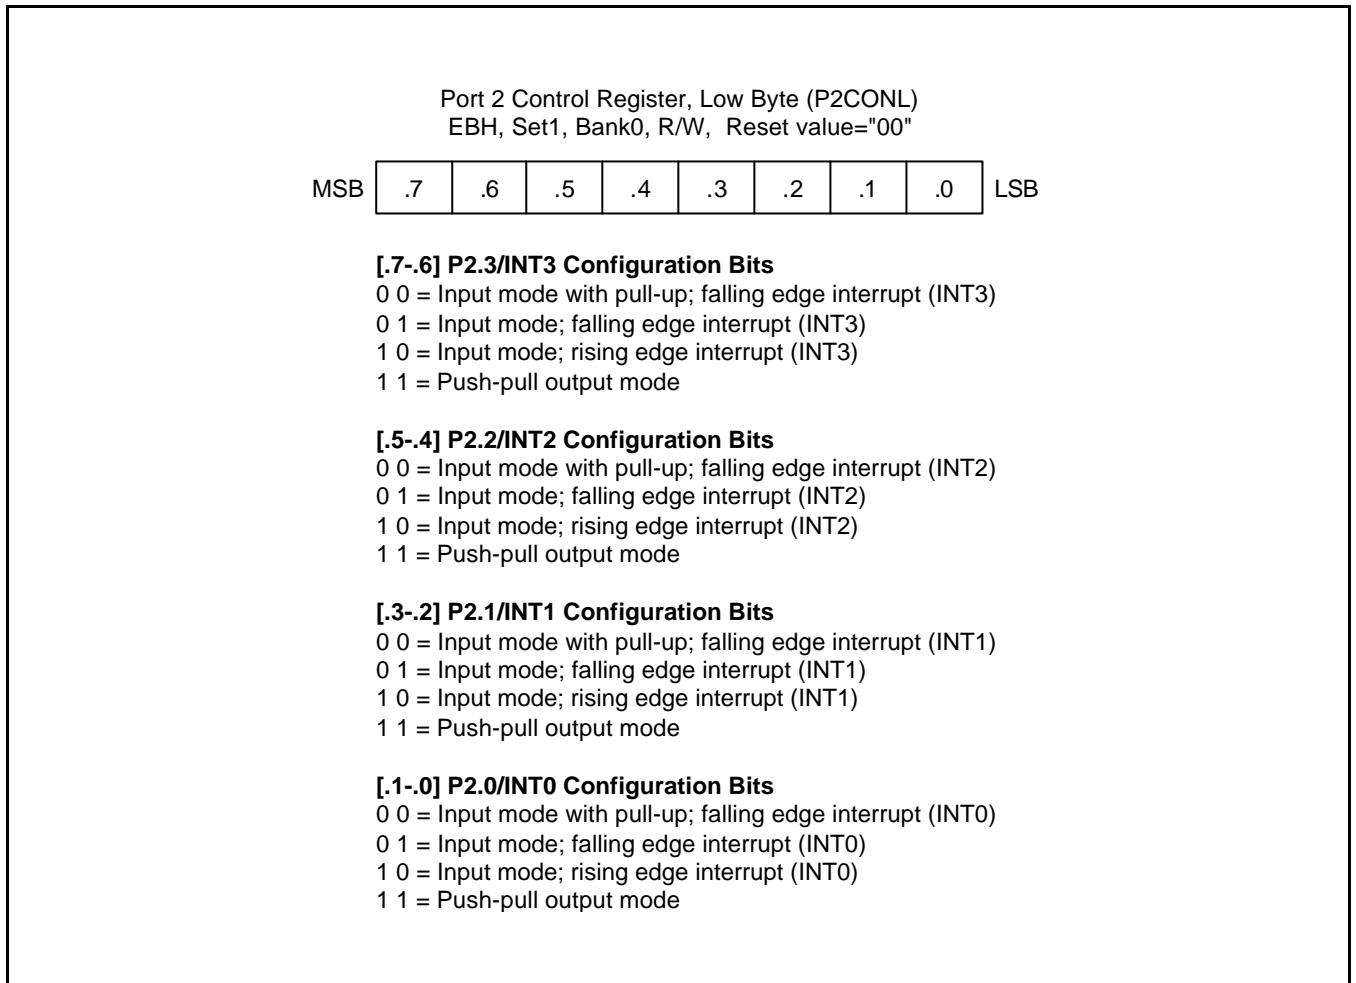 Port 2 Control Register, Low Byte (P2CONL)
EBH, Set1, Bank0, R/W, Reset value="00"
MSB .7 .6 .5 .4 .3 .2 .1 .0 LSB
[.7-.6] P2.3/INT3 Configuration Bits
0 0 = Input mode with pull-up; falling edge interrupt (INT3)
0 1 = Input mode; falling edge interrupt (INT3)
1 0 = Input mode; rising edge interrupt (INT3)
1 1 = Push-pull output mode
[.5-.4] P2.2/INT2 Configuration Bits
0 0 = Input mode with pull-up; falling edge interrupt (INT2)
0 1 = Input mode; falling edge interrupt (INT2)
1 0 = Input mode; rising edge interrupt (INT2)
1 1 = Push-pull output mode
[.3-.2] P2.1/INT1 Configuration Bits
0 0 = Input mode with pull-up; falling edge interrupt (INT1)
0 1 = Input mode; falling edge interrupt (INT1)
1 0 = Input mode; rising edge interrupt (INT1)
1 1 = Push-pull output mode
[.1-.0] P2.0/INT0 Configuration Bits
0 0 = Input mode with pull-up; falling edge interrupt (INT0)
0 1 = Input mode; falling edge interrupt (INT0)
1 0 = Input mode; rising edge interrupt (INT0)
1 1 = Push-pull output mode